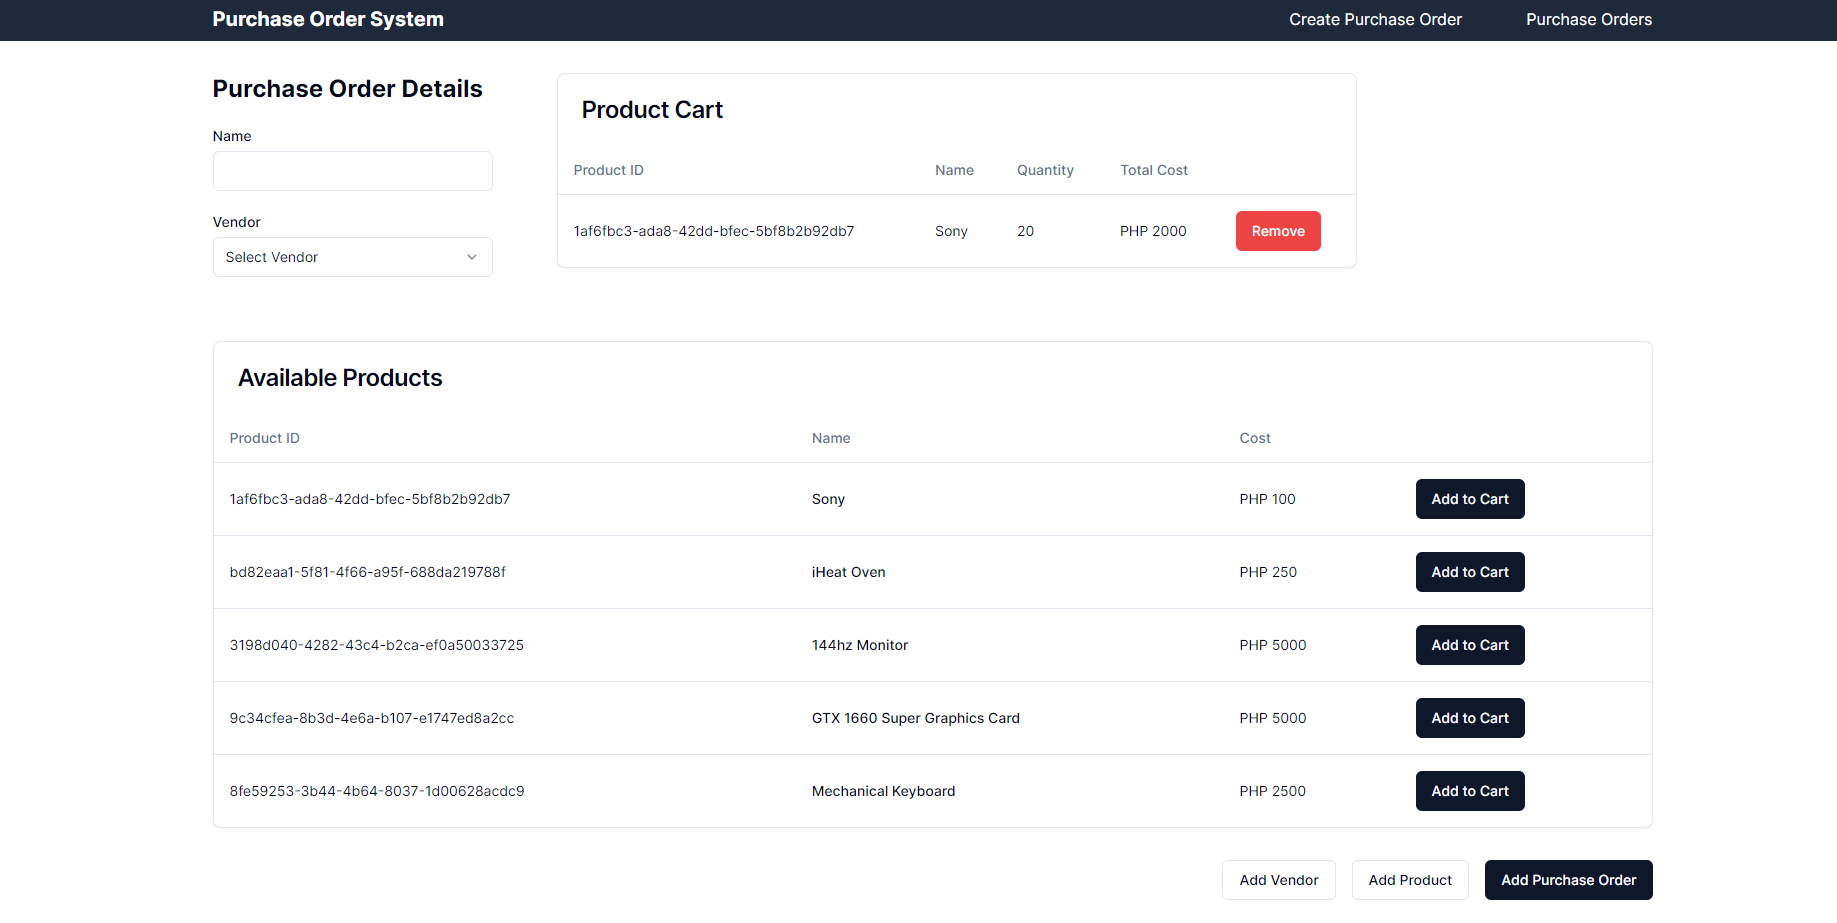 Purchase Order System
Create Purchase Order
Purchase Orders
Purchase Order Details
Name
Vendor
Select Vendor
Product Cart
Product ID Name Quantity Total Cost
1af6fbc3-ada8-42dd-bfec-5bf8b2b92db7 Sony 20 PHP 2000 Remove
Available Products
Product ID Name Cost
1af6fbc3-ada8-42dd-bfec-5bf8b2b92db7 Sony PHP 100 Add to Cart
bd82eaa1-5f81-4f66-a95f-688da219788f iHeat Oven PHP 250 Add to Cart
3198d040-4282-43c4-b2ca-ef0a50033725 144hz Monitor PHP 5000 Add to Cart
9c34cfea-8b3d-4e6a-b107-e1747ed8a2cc GTX 1660 Super Graphics Card PHP 5000 Add to Cart
8fe59253-3b44-4b64-8037-1d00628acdc9 Mechanical Keyboard PHP 2500 Add to Cart
Add Vendor Add Product Add Purchase Order